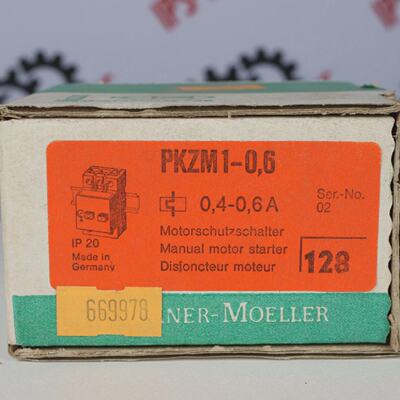 PKZM1-0,6
0,4-0,6A
Ser.-No.
02
Motorschutzschalter
IP 20
Manual motor starter
Made in
Germany
Disjoncteur moteur
128
669978
NER-MOELLER